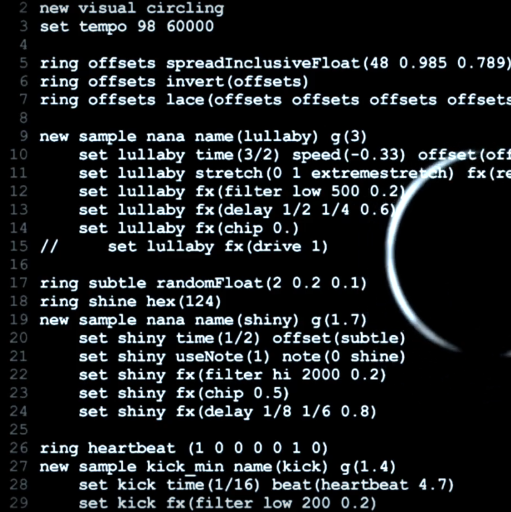 2 new visual circling
3 set tempo 98 60000
4
5 ring offsets spreadInclusiveFloat(48 0.985 0.789)
6 ring offsets invert(offsets)
7 ring offsets lace(offsets offsets offsets offsets
8
9 new sample nana name(lullaby) g(3)
10 set lullaby time(3/2) speed(-0.33) offset(off
11 set lullaby stretch(0 1 extremestretch) fx(re
12 set lullaby fx(filter low 500 0.2)
13 set lullaby fx(delay 1/2 1/4 0.6)
14 set lullaby fx(chip 0.)
15 // set lullaby fx(drive 1)
16
17 ring subtle randomFloat(2 0.2 0.1)
18 ring shine hex(124)
19 new sample nana name(shiny) g(1.7)
20 set shiny time(1/2) offset(subtle)
21 set shiny useNote(1) note(0 shine)
22 set shiny fx(filter hi 2000 0.2)
23 set shiny fx(chip 0.5)
24 set shiny fx(delay 1/8 1/6 0.8)
25
26 ring heartbeat (1 0 0 0 0 1 0)
27 new sample kick_min name(kick) g(1.4)
28 set kick time(1/16) beat(heartbeat 4.7)
29 set kick fx(filter low 200 0.2)